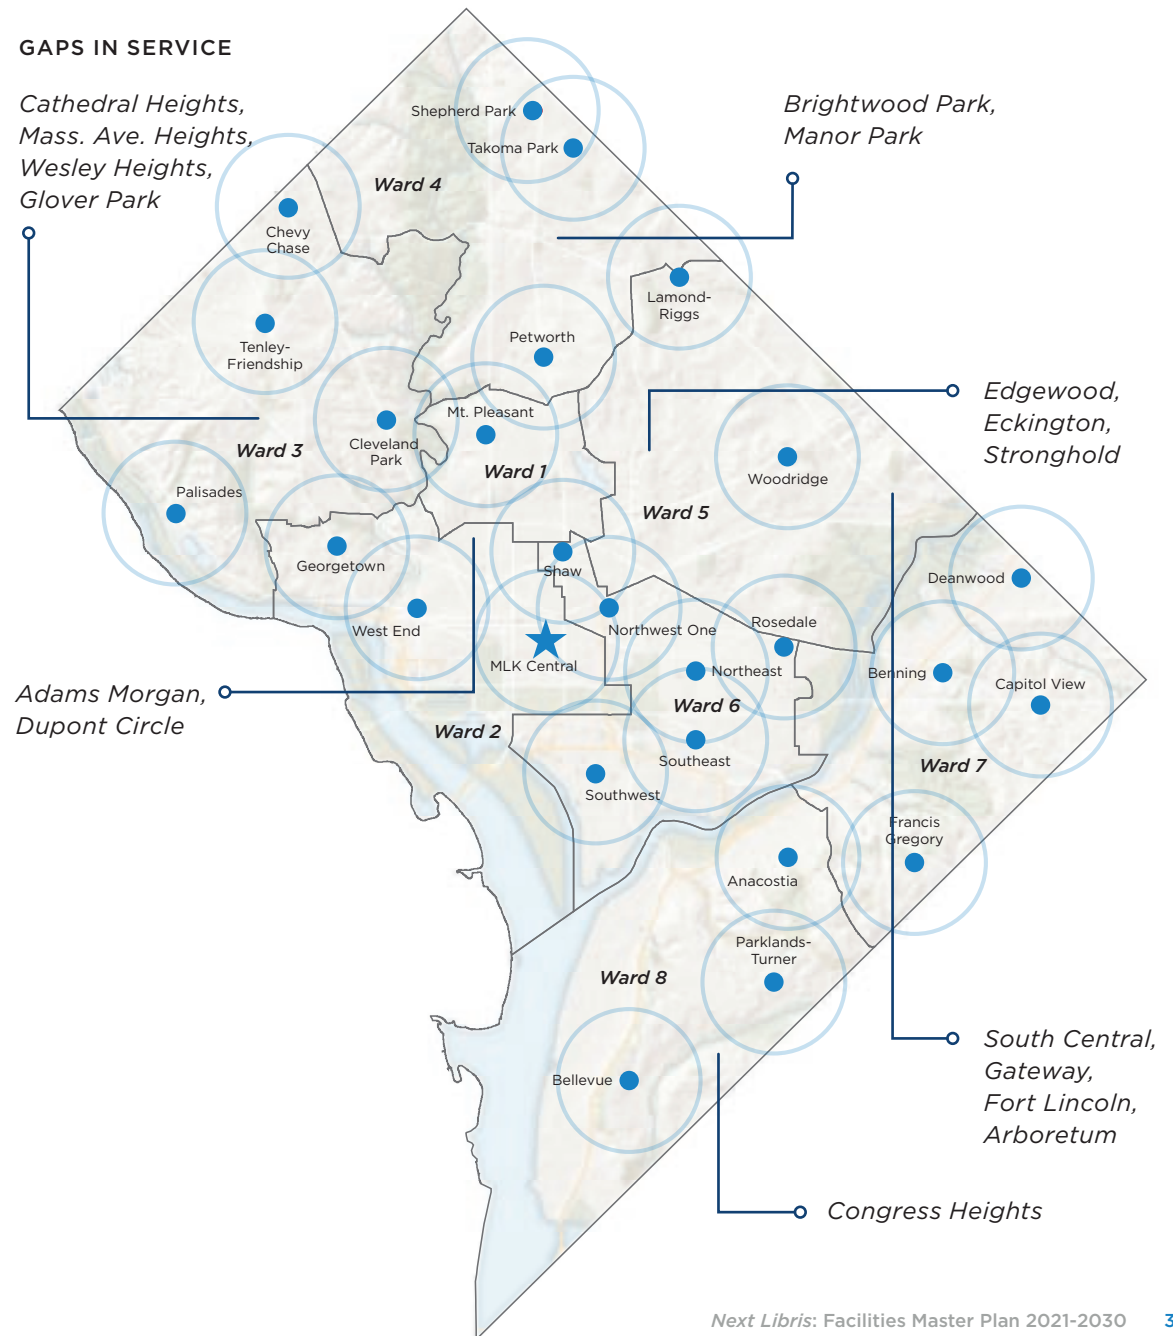 GAPS IN SERVICE
Cathedral Heights,
Mass. Ave. Heights,
Wesley Heights,
Glover Park
Brightwood Park,
Manor Park
Shepherd Park
Takoma Park
Ward 4
Chevy
Chase
Lamond-
Riggs
Tenley-
Friendship
Petworth
Edgewood,
Eckington,
Stronghold
Mt. Pleasant
Cleveland
Park
Ward 3
Ward 1
Woodridge
Palisades
Ward 5
Georgetown
Shaw
Deanwood
West End
Northwest One
Rosedale
MLK Central
Northeast
Benning
Capitol View
Adams Morgan,
Dupont Circle
Ward 6
Ward 2
Southeast
Ward 7
Southwest
Francis
Gregory
Anacostia
Parklands-
Turner
Ward 8
South Central,
Gateway,
Fort Lincoln,
Arboretum
Bellevue
Congress Heights
Next Libris: Facilities Master Plan 2021-2030 3